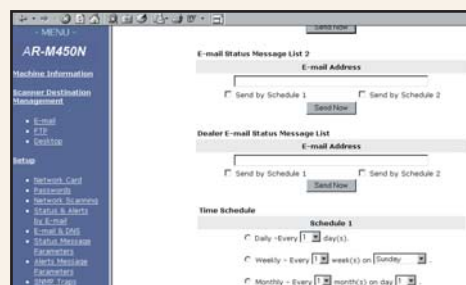 - MENU -
AR-M450N
Machine Information
Scanner Destination
Management
E-mail
FTP
Desktop
Setup
Network Card
Passwords
Network Scanning
Status & Alerts
by E-mail
E-mail & DNS
Status Message
Parameters
Alerts Message
Parameters
SNMP Traps
Send Now
E-mail Status Message List 2
E-mail Address
Send by Schedule 1 Send by Schedule 2
Send Now
Dealer E-mail Status Message List
E-mail Address
Send by Schedule 1 Send by Schedule 2
Send Now
Time Schedule
Schedule 1
Daily -Every 1 day(s).
Weekly - Every 1 week(s) on Sunday .
Monthly - Every 1 month(s) on day 1 .